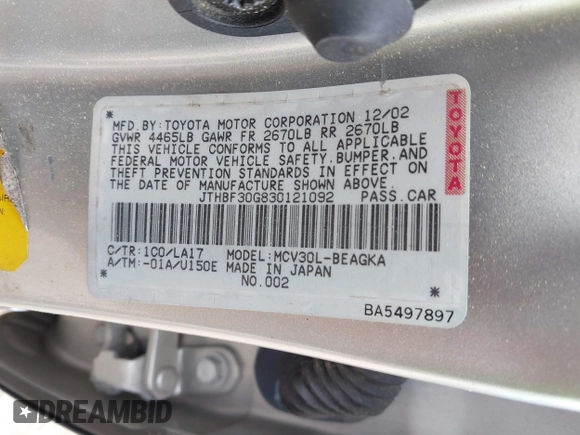 MFD.BY:TOYOTA MOTOR CORPORATION 12/02
GVWR 4465LB GAWR FR 2670LB RR 2670LB
THIS VEHICLE CONFORMS TO ALL APPLICABLE
FEDERAL MOTOR VEHICLE SAFETY,BUMPER,AND
THEFT PREVENTION STANDARDS IN EFFECT ON
THE DATE OF MANUFACTURE SHOWN ABOVE.
JTHBF30G830121092 PASS.CAR
C/TR:1C0/LA17 MODEL:MCV30L-BEAGKA
A/TM:-01A/U150E MADE IN JAPAN
NO.002
BA5497897
TOYOTA
DREAMBID